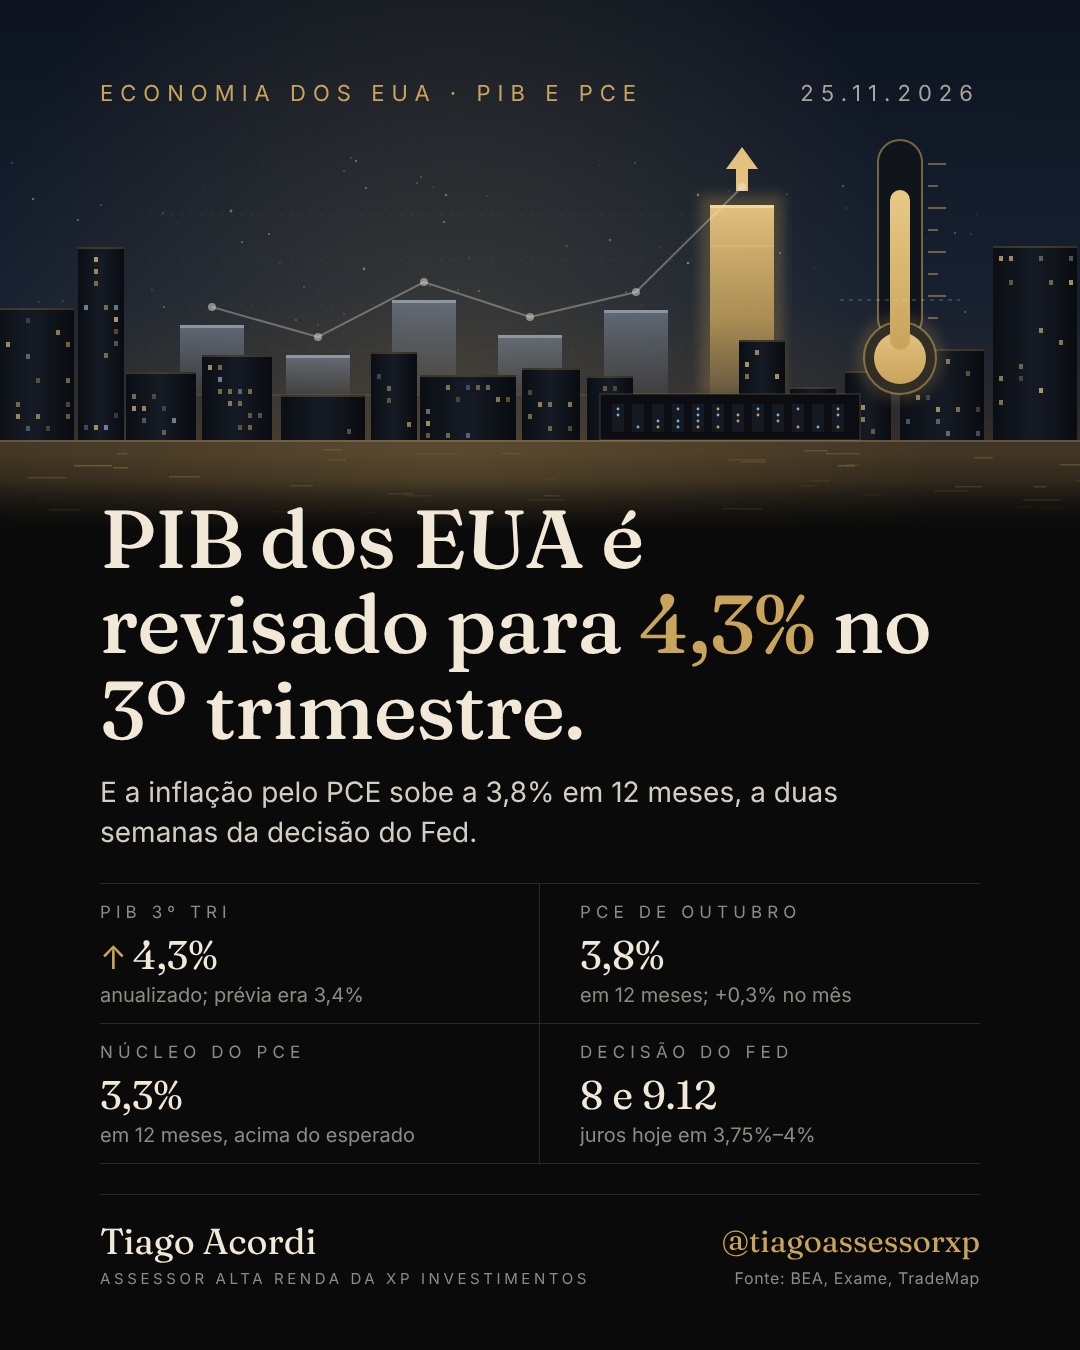 ECONOMIA DOS EUA · PIB E PCE
25.11.2026
PIB dos EUA é
revisado para 4,3% no
3º trimestre.
E a inflação pelo PCE sobe a 3,8% em 12 meses, a duas
semanas da decisão do Fed.
PIB 3º TRI
↑ 4,3%
anualizado; prévia era 3,4%
PCE DE OUTUBRO
3,8%
em 12 meses; +0,3% no mês
NÚCLEO DO PCE
3,3%
em 12 meses, acima do esperado
DECISÃO DO FED
8 e 9.12
juros hoje em 3,75%–4%
Tiago Acordi
ASSESSOR ALTA RENDA DA XP INVESTIMENTOS
@tiagoassessorxp
Fonte: BEA, Exame, TradeMap